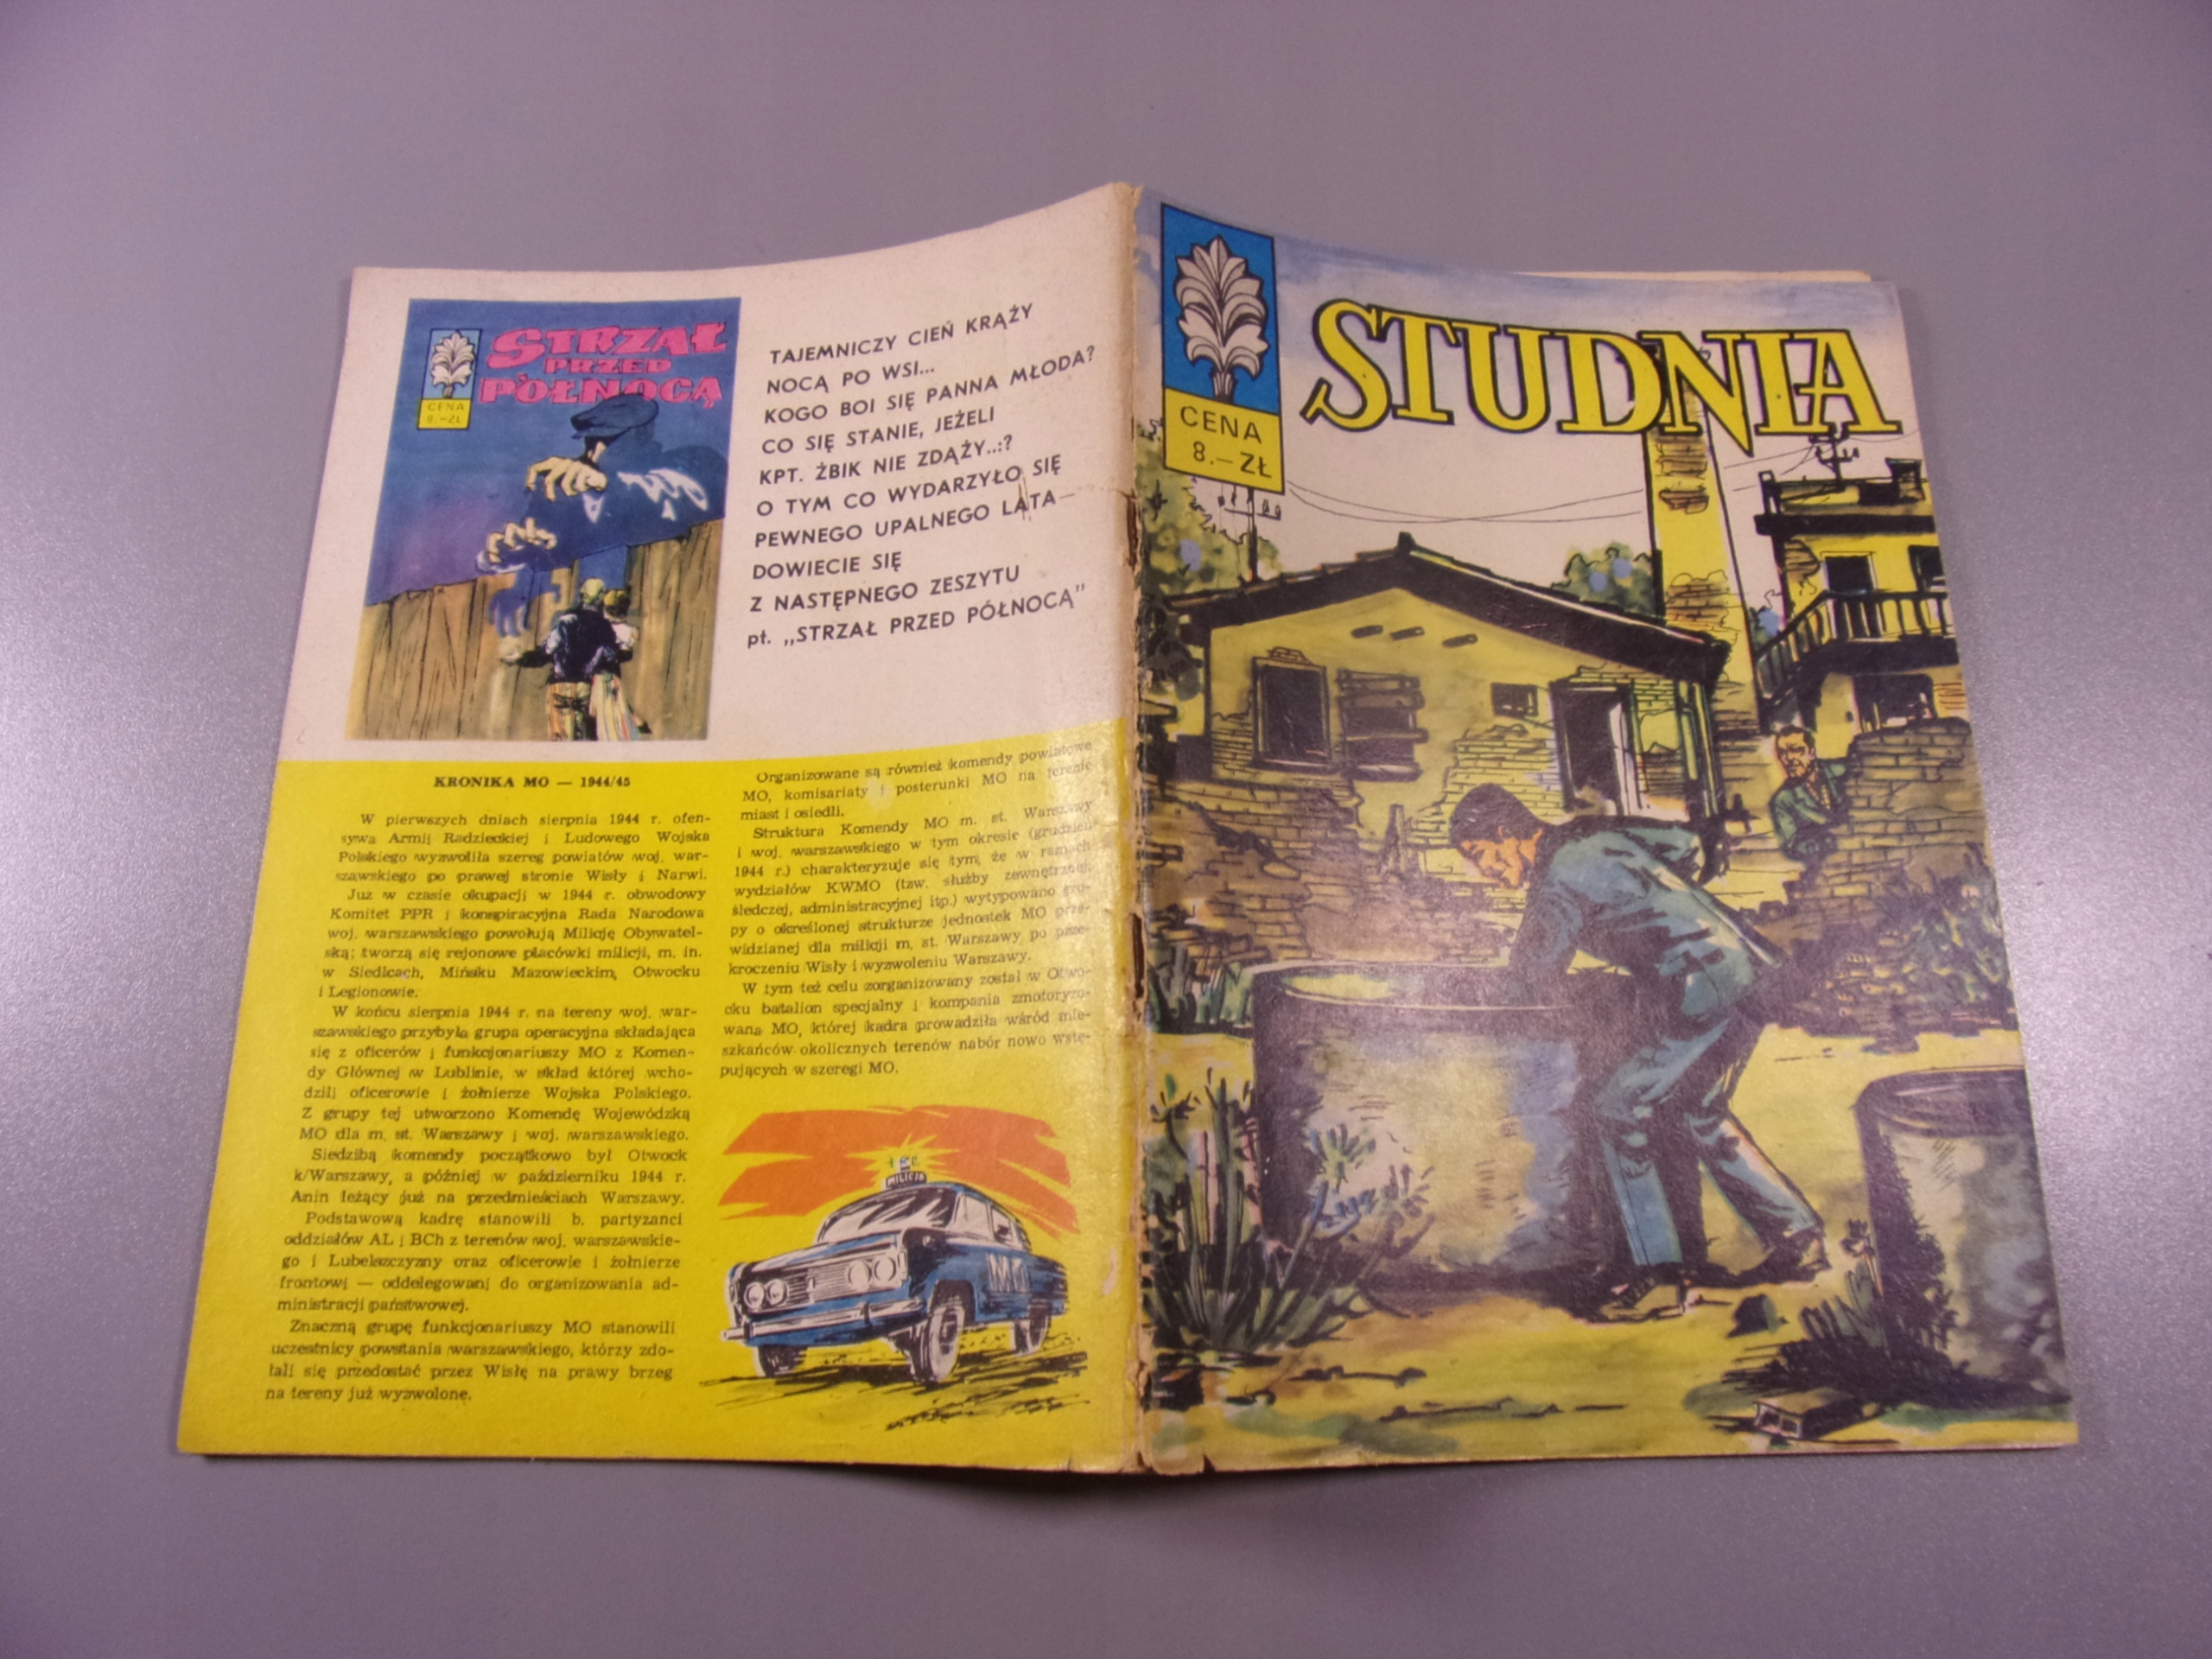 STRZAŁ
PRZED
PÓŁNOCĄ
CENA
8.—ZŁ
TAJEMNICZY CIEŃ KRĄŻY
NOCĄ PO WSI...
KOGO BOI SIĘ PANNA MŁODA?
CO SIĘ STANIE, JEŻELI
KPT. ŻBIK NIE ZDĄŻY..:?
O TYM CO WYDARZYŁO SIĘ
PEWNEGO UPALNEGO LATA—
DOWIECIE SIĘ
Z NASTĘPNEGO ZESZYTU
pt. „STRZAŁ PRZED PÓŁNOCĄ”
KRONIKA MO — 1944/45
W pierwszych dniach sierpnia 1944 r. ofen-
sywa Armii Radzieckiej i Ludowego Wojska
Polskiego wyzwoliła szereg powiatów woj. war-
szawskiego po prawej stronie Wisły i Narwi.
Już w czasie okupacji w 1944 r. obwodowy
Komitet PPR i konspiracyjna Rada Narodowa
woj. warszawskiego powołują Milicję Obywatel-
ską; tworzą się rejonowe placówki milicji, m. in.
w Siedlcach, Mińsku Mazowieckim, Otwocku
i Legionowie.
W końcu sierpnia 1944 r. na tereny woj. war-
szawskiego przybyła grupa operacyjna składająca
się z oficerów i funkcjonariuszy MO z Komen-
dy Głównej w Lublinie, w skład której wcho-
dzili oficerowie i żołnierze Wojska Polskiego.
Z grupy tej utworzono Komendę Wojewódzką
MO dla m. st. Warszawy i woj. warszawskiego.
Siedzibą komendy początkowo był Otwock
k/Warszawy, a później w październiku 1944 r.
Anin leżący już na przedmieściach Warszawy.
Podstawową kadrę stanowili b. partyzanci
oddziałów AL i BCh z terenów woj. warszawskie-
go i Lubelszczyzny oraz oficerowie i żołnierze
frontowi — oddelegowani do organizowania ad-
ministracji państwowej.
Znaczną grupę funkcjonariuszy MO stanowili
uczestnicy powstania warszawskiego, którzy zdo-
łali się przedostać przez Wisłę na prawy brzeg
na tereny już wyzwolone.
Organizowane są również komendy powiatowe
MO, komisariaty i posterunki MO na terenie
miast i osiedli.
Struktura Komendy MO m. st. Warszawy
i woj. warszawskiego w tym okresie (grudzień
1944 r.) charakteryzuje się tym, że w ramach
wydziałów KWMO (tzw. służby zewnętrznej,
śledczej, administracyjnej itp.) wytypowano gru-
py o określonej strukturze jednostek MO prze-
widzianej dla milicji m. st. Warszawy po prze-
kroczeniu Wisły i wyzwoleniu Warszawy.
W tym też celu zorganizowany został w Otwo-
cku batalion specjalny i kompania zmotoryzo-
wana MO, której kadra prowadziła wśród mie-
szkańców okolicznych terenów nabór nowo wstę-
pujących w szeregi MO.
MILICJA
MO
STUDNIA
CENA
8.—ZŁ